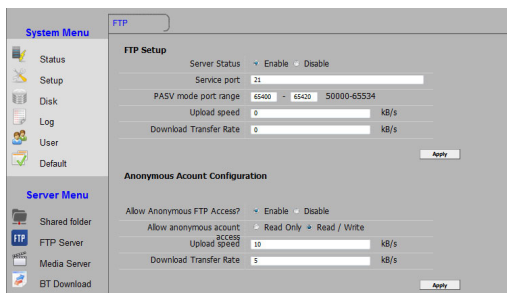 System Menu
Status
Setup
Disk
Log
User
Default
Server Menu
Shared folder
FTP
FTP Server
Media Server
BT Download
FTP
FTP Setup
Server Status Enable Disable
Service port 21
PASV mode port range 65400 - 65420 50000-65534
Upload speed 0 kB/s
Download Transfer Rate 0 kB/s
Apply
Anonymous Acount Configuration
Allow Anonymous FTP Access? Enable Disable
Allow anonymous acount access Read Only Read / Write
Upload speed 10 kB/s
Download Transfer Rate 5 kB/s
Apply